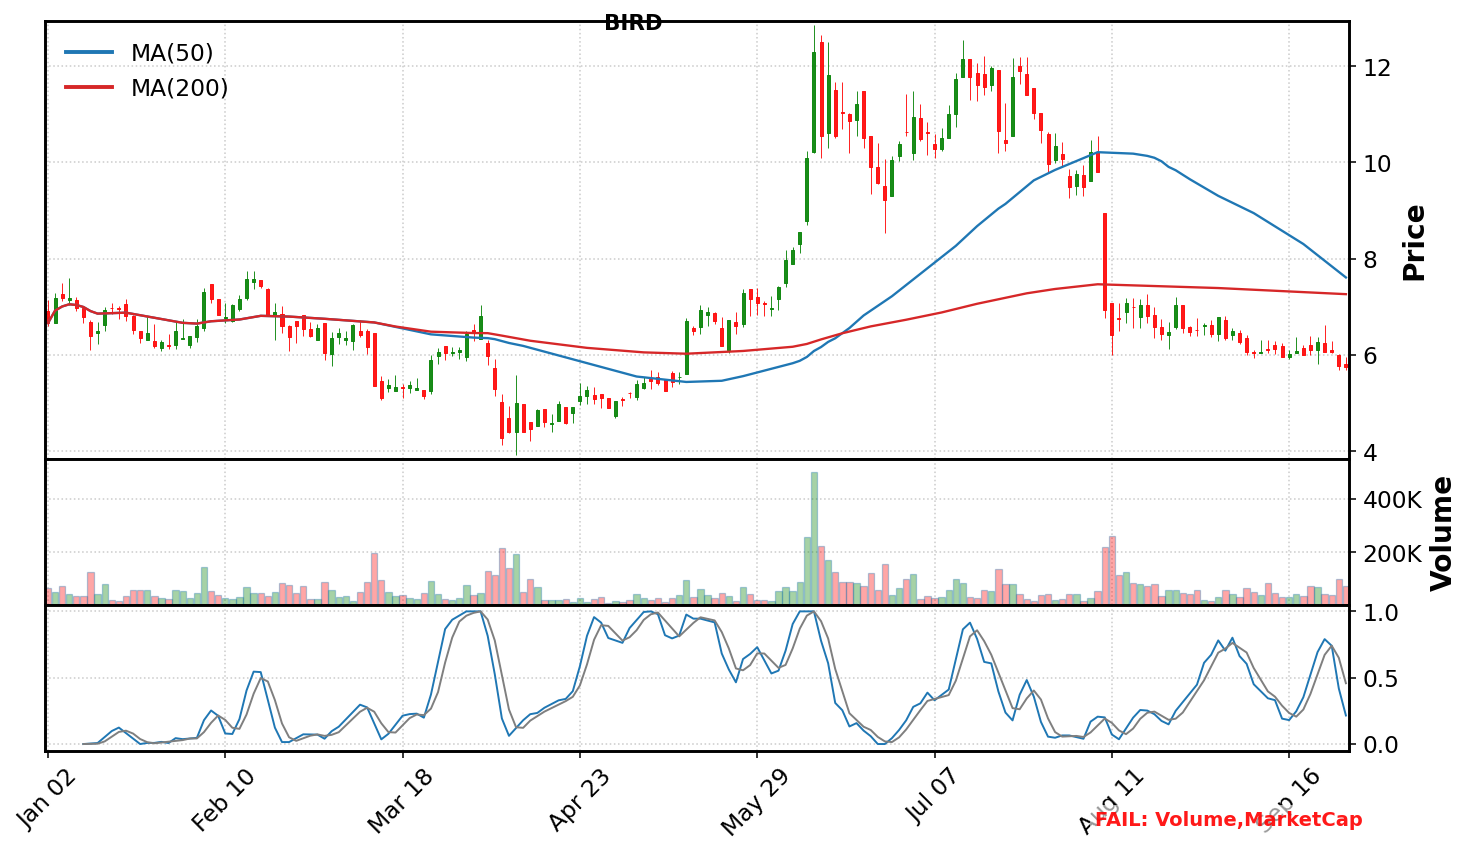 BIRD
MA(50)
MA(200)
12
10
8
6
4
Price
400K
200K
Volume
1.0
0.5
0.0
Jan 02
Feb 10
Mar 18
Apr 23
May 29
Jul 07
Aug 11
Sep 16
FAIL: Volume,MarketCap